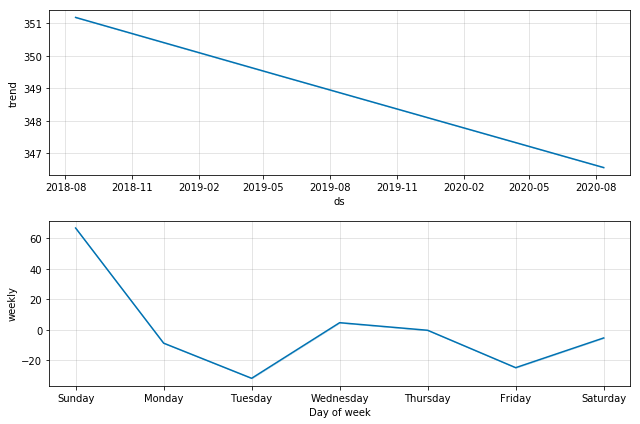 351
350
349
348
347
trend
2018-08 2018-11 2019-02 2019-05 2019-08 2019-11 2020-02 2020-05 2020-08
ds
60
40
20
0
−20
weekly
Sunday Monday Tuesday Wednesday Thursday Friday Saturday
Day of week